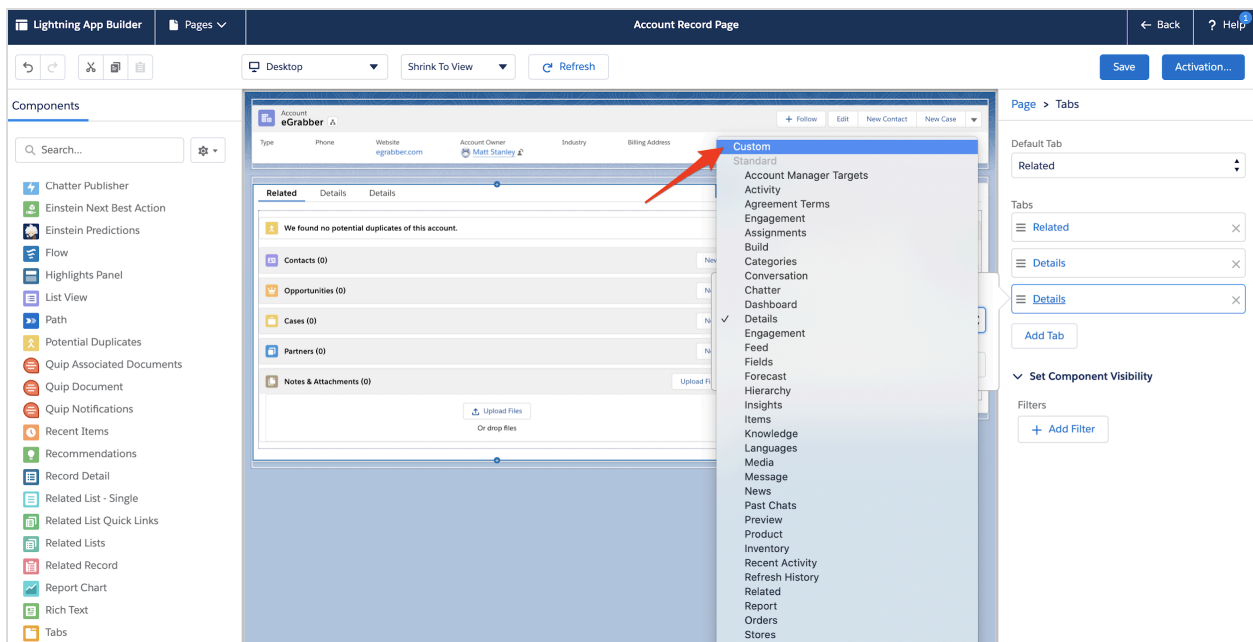 Lightning App Builder
Pages
Account Record Page
Back
? Help
1
Desktop
Shrink To View
Refresh
Save
Activation...
Components
Search...
Chatter Publisher
Einstein Next Best Action
Einstein Predictions
Flow
Highlights Panel
List View
Path
Potential Duplicates
Quip Associated Documents
Quip Document
Quip Notifications
Recent Items
Recommendations
Record Detail
Related List - Single
Related List Quick Links
Related Lists
Related Record
Report Chart
Rich Text
Tabs
Account
eGrabber
+ Follow
Edit
New Contact
New Case
Type
Phone
Website
Account Owner
Industry
Billing Address
egrabber.com
Matt Stanley
Related
Details
Details
We found no potential duplicates of this account.
Contacts (0)
New
Opportunities (0)
Cases (0)
Partners (0)
Notes & Attachments (0)
Upload
Upload Files
Or drop files
Custom
Standard
Account Manager Targets
Activity
Agreement Terms
Engagement
Assignments
Build
Categories
Conversation
Chatter
Dashboard
✓ Details
Engagement
Feed
Fields
Forecast
Hierarchy
Insights
Items
Knowledge
Languages
Media
Message
News
Past Chats
Preview
Product
Inventory
Recent Activity
Refresh History
Related
Report
Orders
Stores
Page > Tabs
Default Tab
Related
Tabs
Related
Details
Details
Add Tab
Set Component Visibility
Filters
+ Add Filter